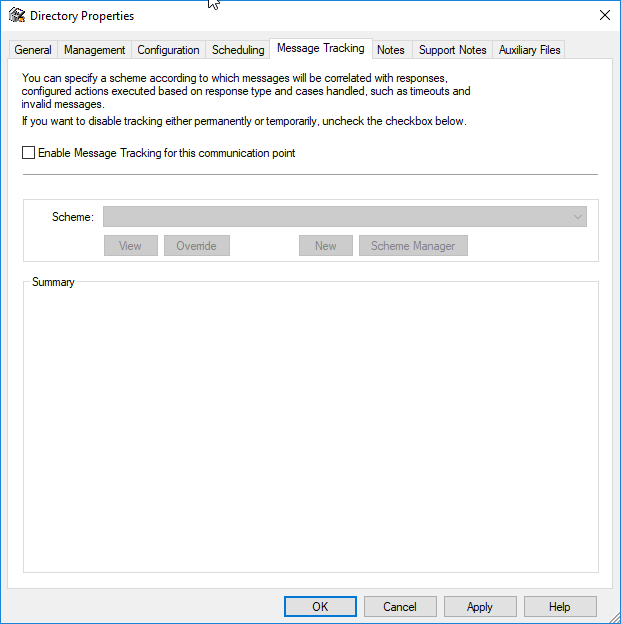 Directory Properties
General Management Configuration Scheduling Message Tracking Notes Support Notes Auxiliary Files
You can specify a scheme according to which messages will be correlated with responses,
configured actions executed based on response type and cases handled, such as timeouts and
invalid messages.
If you want to disable tracking either permanently or temporarily, uncheck the checkbox below.
Enable Message Tracking for this communication point
Scheme:
View Override New Scheme Manager
Summary
OK Cancel Apply Help